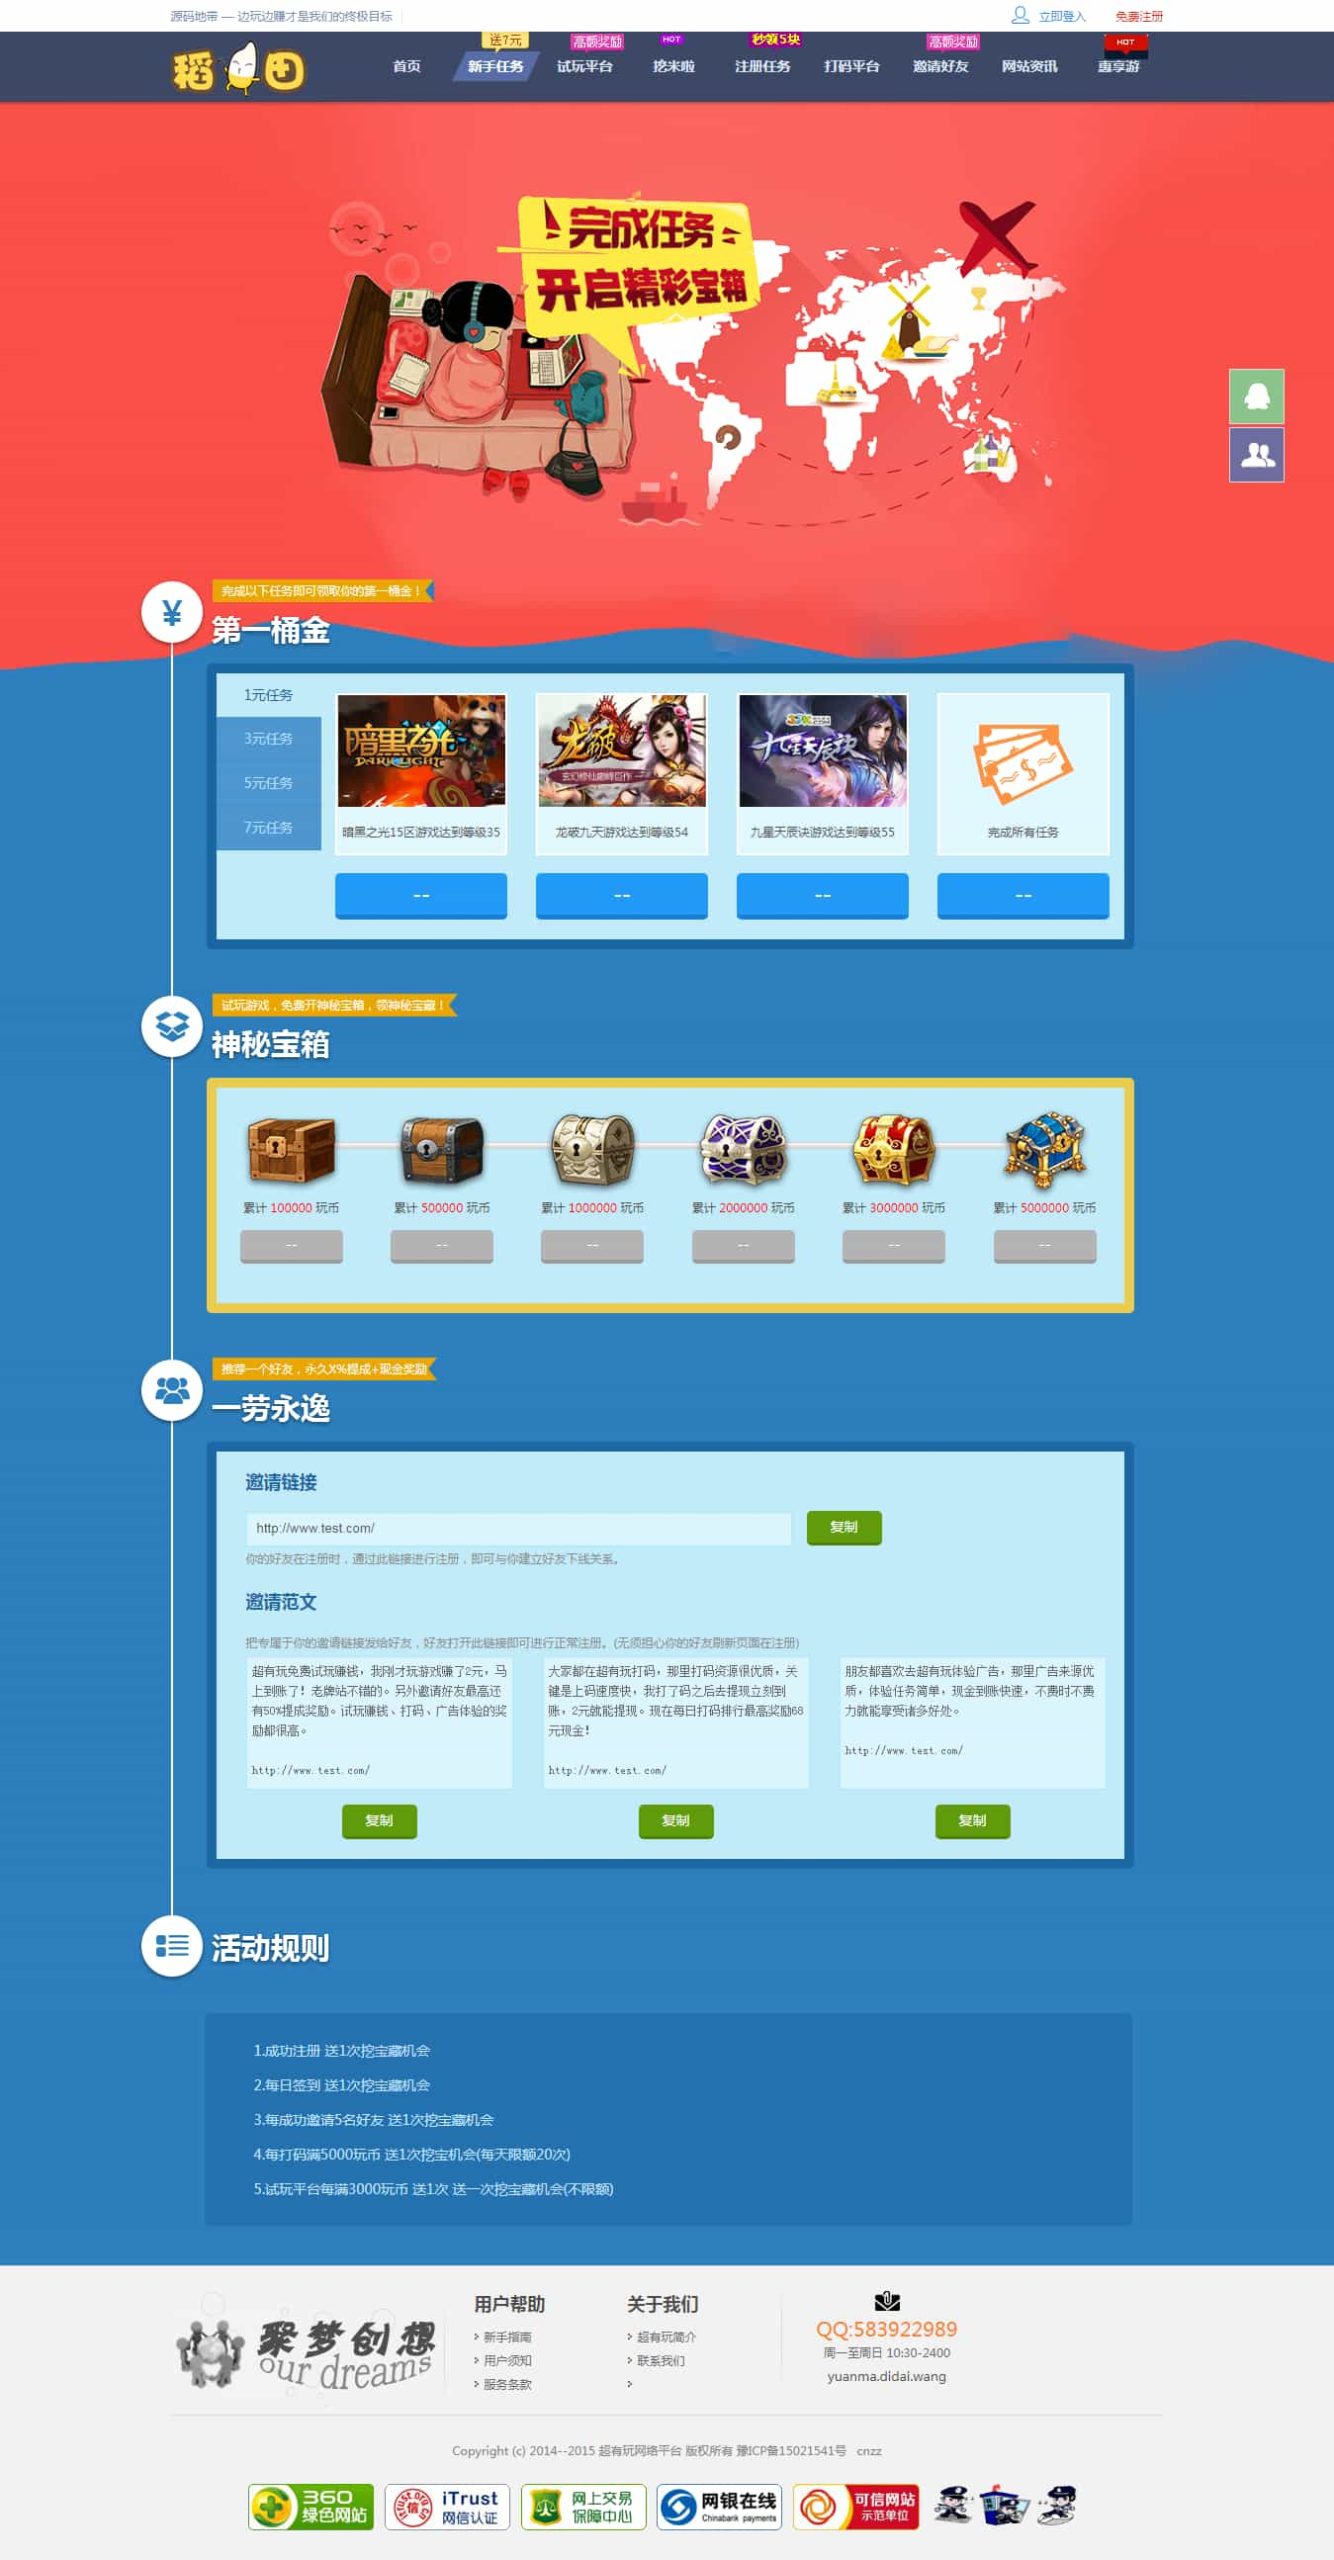 源码地带 — 边玩边赚才是我们的终极目标
立即登入
免费注册
稻田
送7元
高额奖励
HOT
秒领5块
高额奖励
HOT
首页
新手任务
试玩平台
挖米啦
注册任务
打码平台
邀请好友
网站资讯
惠享游
完成任务
开启精彩宝箱
完成以下任务即可领取你的第一桶金！
第一桶金
1元任务
3元任务
5元任务
7元任务
暗黑之光
DARK LIGHT
龙破
玄幻修仙巅峰巨作
九星天辰诀
暗黑之光15区游戏达到等级35
龙破九天游戏达到等级54
九星天辰诀游戏达到等级55
完成所有任务
--
--
--
--
试玩游戏，免费开神秘宝箱，领神秘宝藏！
神秘宝箱
累计 100000 玩币
累计 500000 玩币
累计 1000000 玩币
累计 2000000 玩币
累计 3000000 玩币
累计 5000000 玩币
--
--
--
--
--
--
推荐一个好友，永久X%提成+现金奖励
一劳永逸
邀请链接
http://www.test.com/
复制
你的好友在注册时，通过此链接进行注册，即可与你建立好友下线关系。
邀请范文
把专属于你的邀请链接发给好友，好友打开此链接即可进行正常注册。(无须担心你的好友刷新页面在注册)
超有玩免费试玩赚钱，我刚才玩游戏赚了2元，马
上到账了！老牌站不错的。另外邀请好友最高还
有50%提成奖励。试玩赚钱、打码、广告体验的奖
励都很高。
http://www.test.com/
大家都在超有玩打码，那里打码资源很优质，关
键是上码速度快，我打了码之后去提现立刻到
账，2元就能提现。现在每日打码排行最高奖励68
元现金！
http://www.test.com/
朋友都喜欢去超有玩体验广告，那里广告来源优
质，体验任务简单，现金到账快速，不费时不费
力就能享受诸多好处。
http://www.test.com/
复制
复制
复制
活动规则
1.成功注册 送1次挖宝藏机会
2.每日签到 送1次挖宝藏机会
3.每成功邀请5名好友 送1次挖宝藏机会
4.每打码满5000玩币 送1次挖宝机会(每天限额20次)
5.试玩平台每满3000玩币 送1次 送一次挖宝藏机会(不限额)
聚梦创想
our dreams
用户帮助
新手指南
用户须知
服务条款
关于我们
超有玩简介
联系我们
QQ:583922989
周一至周日 10:30-2400
yuanma.didai.wang
Copyright (c) 2014--2015 超有玩网络平台 版权所有 豫ICP备15021541号 cnzz
360
绿色网站
iTrust
网信认证
网上交易
保障中心
网银在线
Chinabank payments
可信网站
示范单位